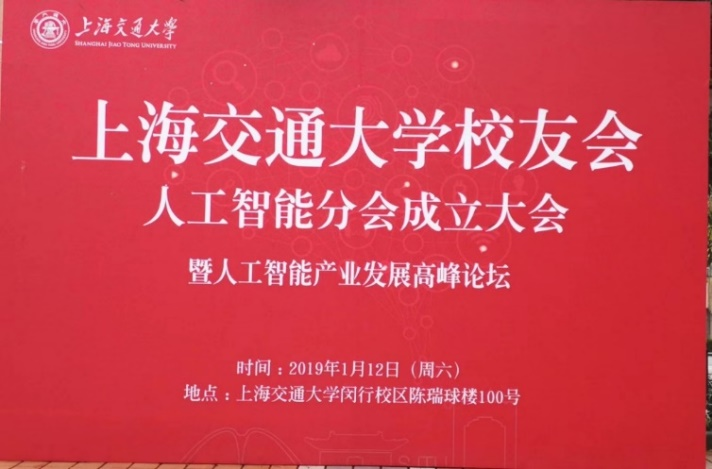 上海交通大学
SHANGHAI JIAO TONG UNIVERSITY
上海交通大学校友会
人工智能分会成立大会
暨人工智能产业发展高峰论坛
时间：2019年1月12日（周六）
地点：上海交通大学闵行校区陈瑞球楼100号